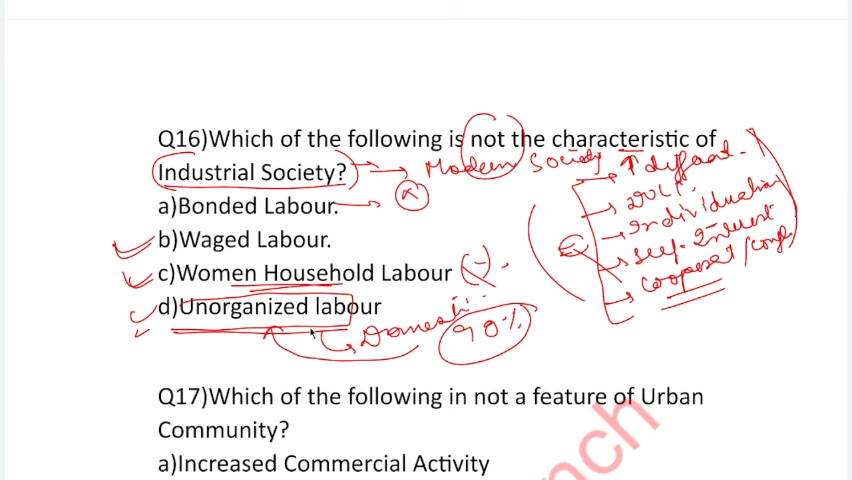 Q16)Which of the following is not the characteristic of
Industrial Society?
Modern Society
a)Bonded Labour.
b)Waged Labour.
c)Women Household Labour
d)Unorganized labour
Domesti
90%
Self-Interest
Q17)Which of the following in not a feature of Urban
Community?
a)Increased Commercial Activity
nch